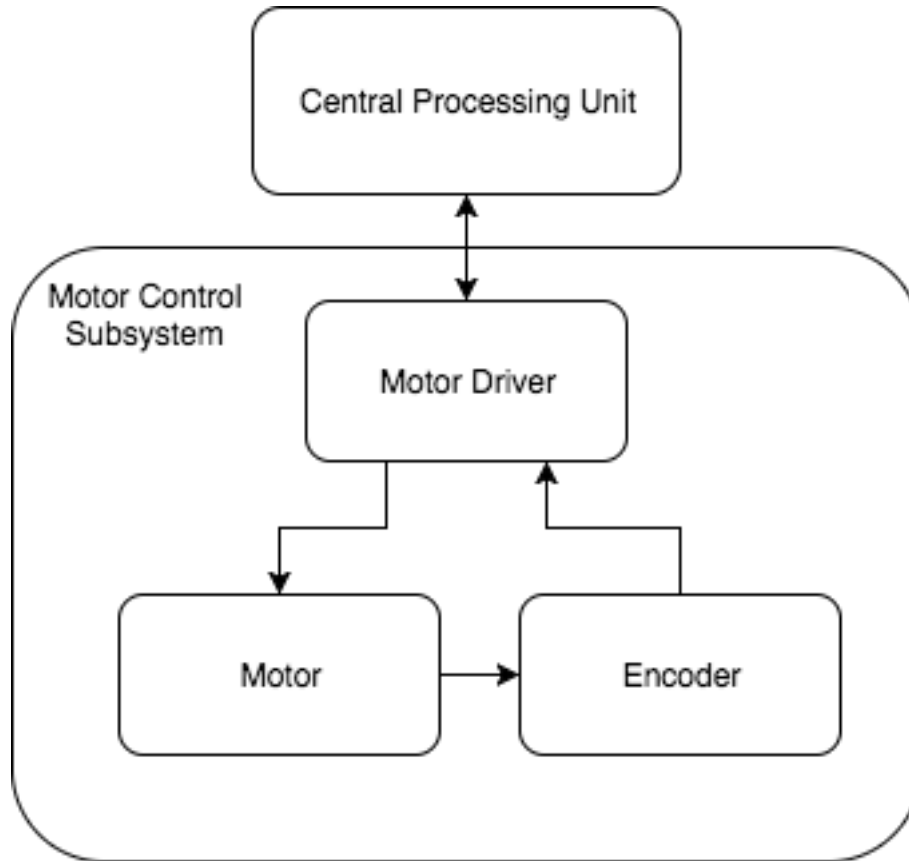 Central Processing Unit
Motor Control
Subsystem
Motor Driver
Motor
Encoder